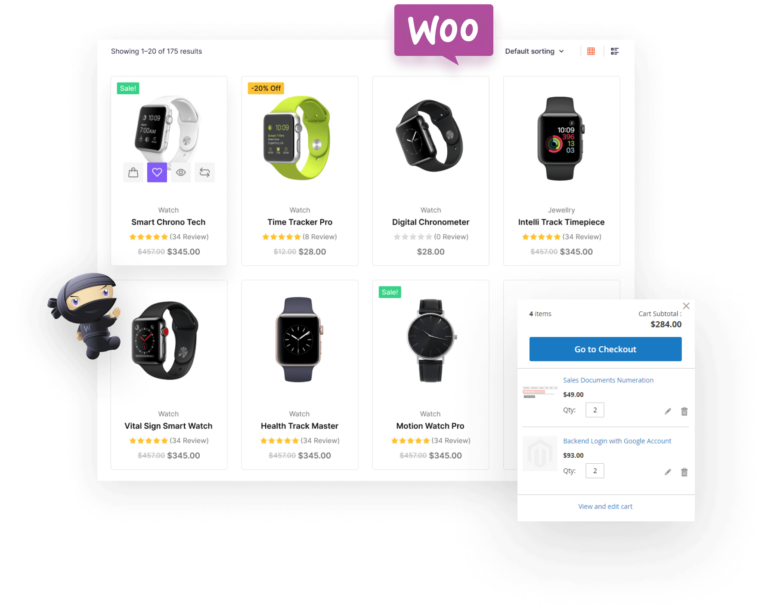 Woo
Showing 1–20 of 175 results
Default sorting
Sale!
-20% Off
Watch
Smart Chrono Tech
(34 Review)
$457.00 $345.00
Watch
Time Tracker Pro
(8 Review)
$12.00 $28.00
Watch
Digital Chronometer
(0 Review)
$28.00
10:09
396
13
03
Jewellry
Intelli Track Timepiece
(34 Review)
$457.00 $345.00
Watch
Vital Sign Smart Watch
(34 Review)
$457.00 $345.00
Watch
Health Track Master
(34 Review)
$457.00 $345.00
Sale!
Watch
Motion Watch Pro
(34 Review)
$457.00 $345.00
4 items
Cart Subtotal :
$284.00
Go to Checkout
Sales Documents Numeration
$49.00
Qty: 2
Backend Login with Google Account
$93.00
Qty: 2
View and edit cart